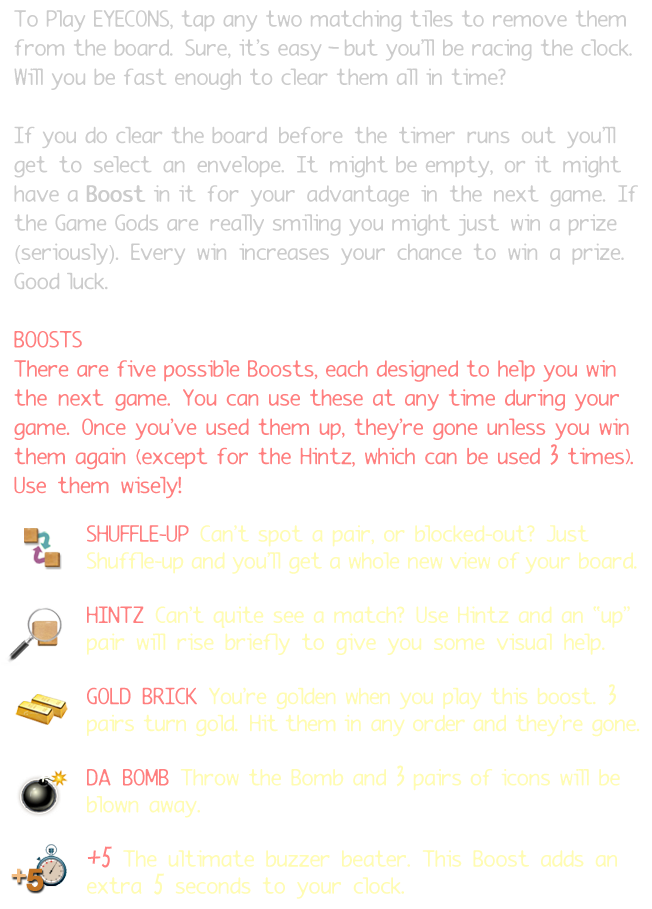 To Play EYECONS, tap any two matching tiles to remove them
from the board. Sure, it's easy – but you'll be racing the clock.
Will you be fast enough to clear them all in time?
If you do clear the board before the timer runs out you'll
get to select an envelope. It might be empty, or it might
have a Boost in it for your advantage in the next game. If
the Game Gods are really smiling you might just win a prize
(seriously). Every win increases your chance to win a prize.
Good luck.
BOOSTS
There are five possible Boosts, each designed to help you win
the next game. You can use these at any time during your
game. Once you've used them up, they're gone unless you win
them again (except for the Hintz, which can be used 3 times).
Use them wisely!
SHUFFLE-UP Can't spot a pair, or blocked-out? Just
Shuffle-up and you'll get a whole new view of your board.
HINTZ Can't quite see a match? Use Hintz and an "up"
pair will rise briefly to give you some visual help.
GOLD BRICK You're golden when you play this boost. 3
pairs turn gold. Hit them in any order and they're gone.
DA BOMB Throw the Bomb and 3 pairs of icons will be
blown away.
+5 The ultimate buzzer beater. This Boost adds an
+5 extra 5 seconds to your clock.